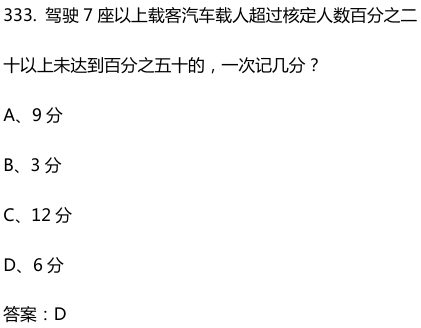 333. 驾驶 7 座以上载客汽车载人超过核定人数百分之二
十以上未达到百分之五十的，一次记几分？
A、9 分
B、3 分
C、12 分
D、6 分
答案：D